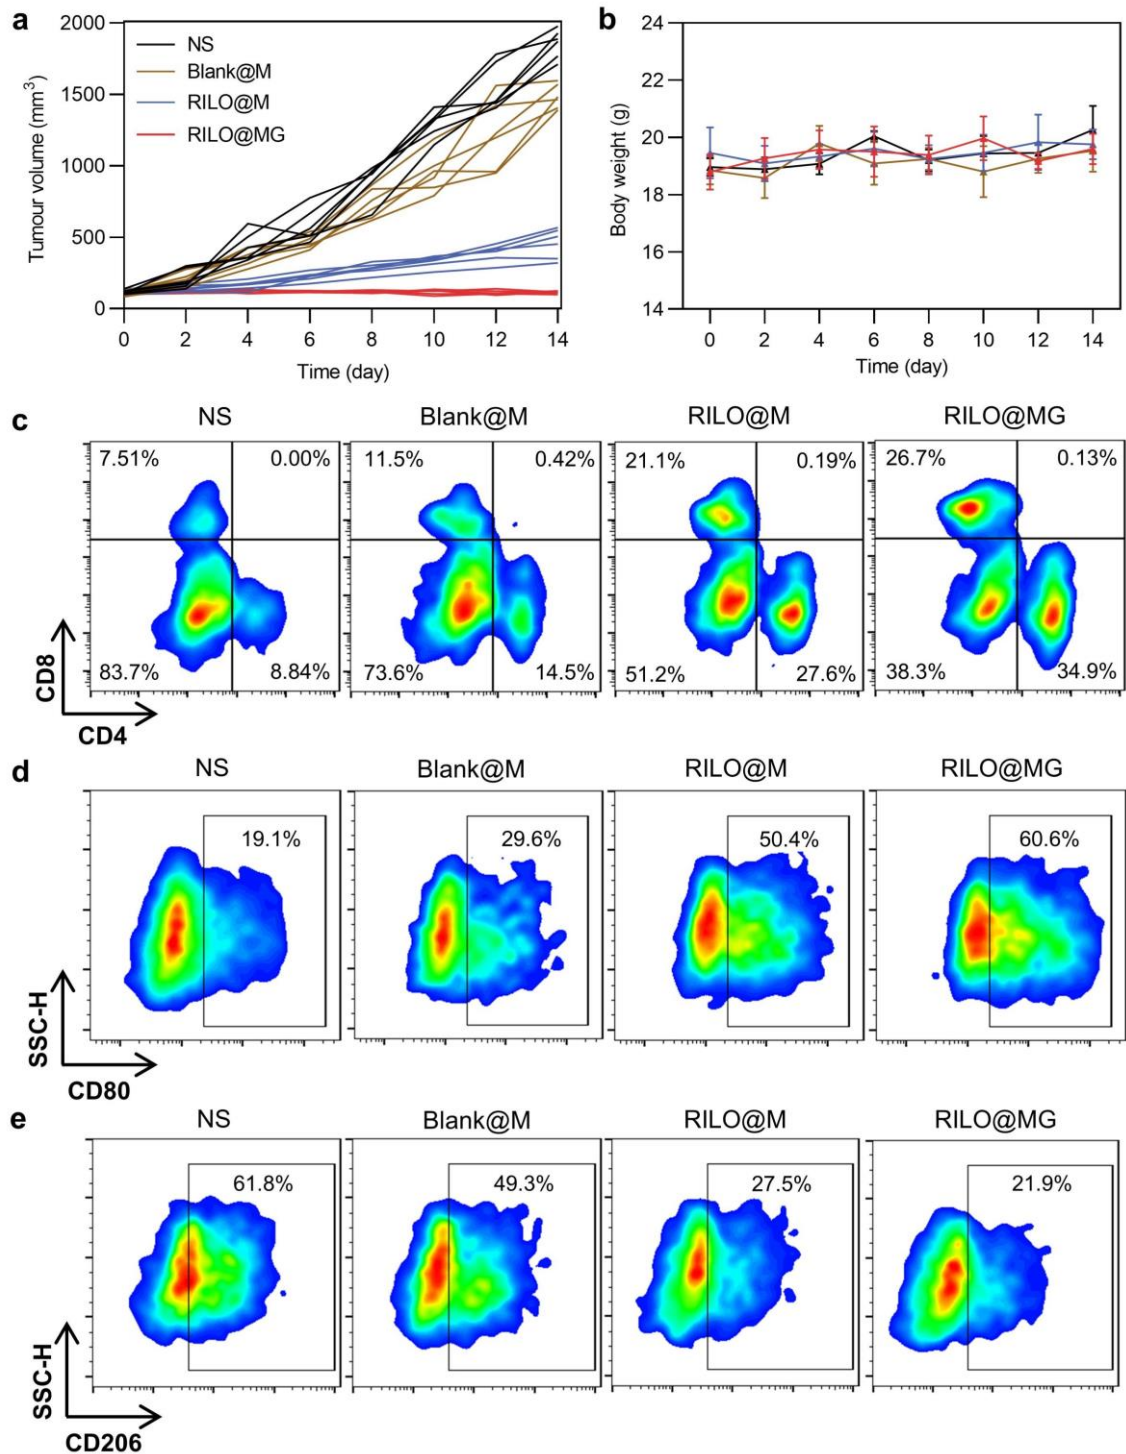 a
2000
1500
1000
500
0
Tumour volume (mm³)
NS
Blank@M
RILO@M
RILO@MG
0 2 4 6 8 10 12 14
Time (day)
b
24
22
20
18
16
14
Body weight (g)
0 2 4 6 8 10 12 14
Time (day)
c
NS Blank@M RILO@M RILO@MG
7.51% 0.00% 11.5% 0.42% 21.1% 0.19% 26.7% 0.13%
83.7% 8.84% 73.6% 14.5% 51.2% 27.6% 38.3% 34.9%
CD8
CD4
d
NS Blank@M RILO@M RILO@MG
19.1% 29.6% 50.4% 60.6%
SSC-H
CD80
e
NS Blank@M RILO@M RILO@MG
61.8% 49.3% 27.5% 21.9%
SSC-H
CD206